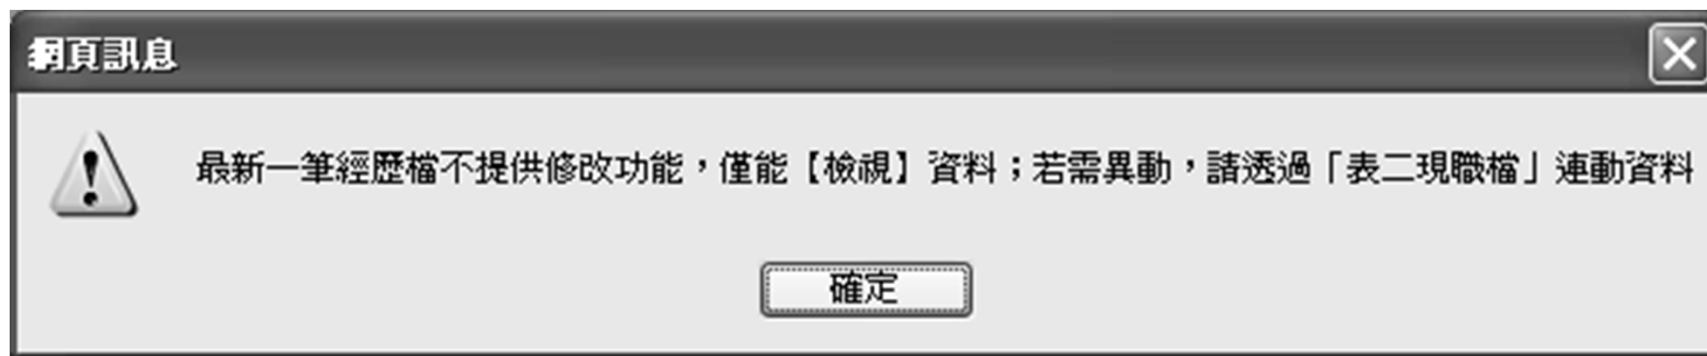 網頁訊息
最新一筆經歷檔不提供修改功能，僅能【檢視】資料；若需異動，請透過「表二現職檔」連動資料
確定